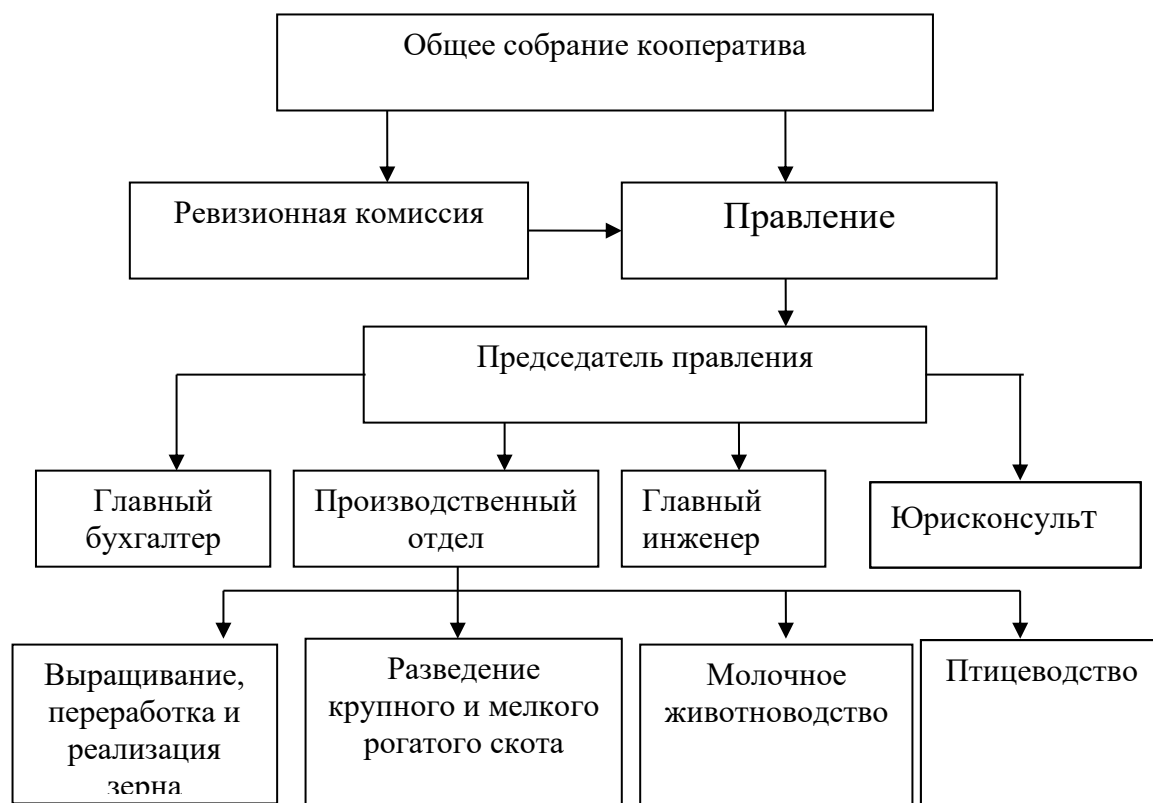 Общее собрание кооператива
Ревизионная комиссия
Правление
Председатель правления
Главный
бухгалтер
Производственный
отдел
Главный
инженер
Юрисконсульт
Выращивание,
переработка и
реализация
зерна
Разведение
крупного и мелкого
рогатого скота
Молочное
животноводство
Птицеводство